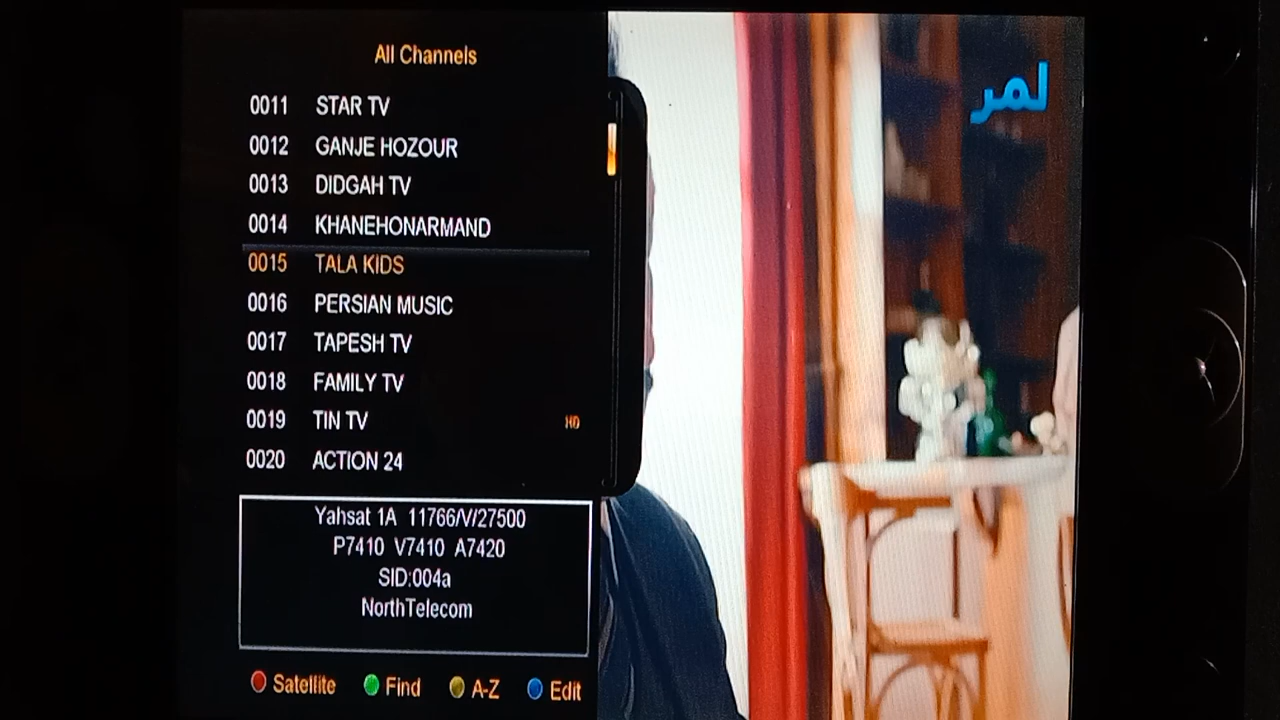 All Channels
0011 STAR TV
0012 GANJE HOZOUR
0013 DIDGAH TV
0014 KHANEHONARMAND
0015 TALA KIDS
0016 PERSIAN MUSIC
0017 TAPESH TV
0018 FAMILY TV
0019 TIN TV HD
0020 ACTION 24
Yahsat 1A 11766/V/27500
P7410 V7410 A7420
SID:004a
NorthTelecom
Satellite Find A-Z Edit
لمر